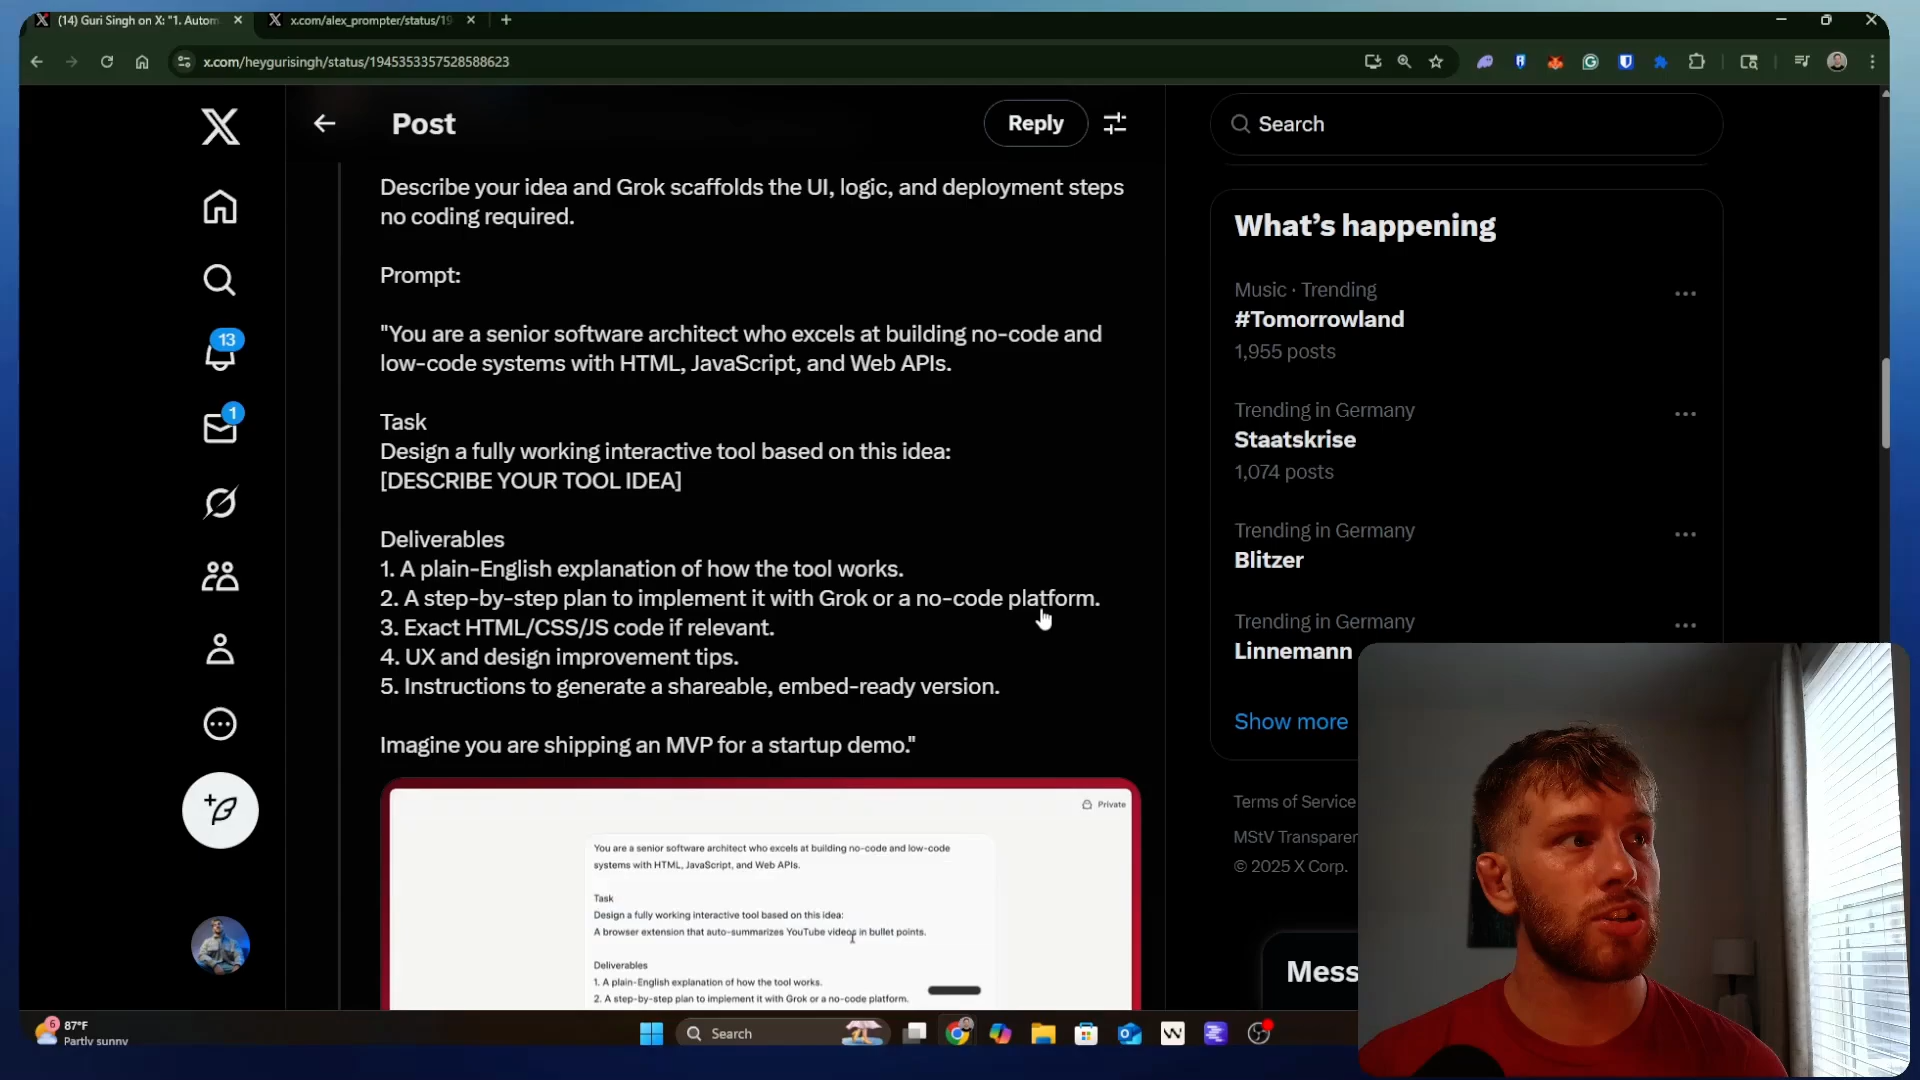 (14) Guri Singh on X: "1. Autom
x.com/alex_prompter/status/19
x.com/heygurisingh/status/1945353357528588623
Post
Reply
Search
Describe your idea and Grok scaffolds the UI, logic, and deployment steps
no coding required.
Prompt:
"You are a senior software architect who excels at building no-code and
low-code systems with HTML, JavaScript, and Web APIs.
Task
Design a fully working interactive tool based on this idea:
[DESCRIBE YOUR TOOL IDEA]
Deliverables
1. A plain-English explanation of how the tool works.
2. A step-by-step plan to implement it with Grok or a no-code platform.
3. Exact HTML/CSS/JS code if relevant.
4. UX and design improvement tips.
5. Instructions to generate a shareable, embed-ready version.
Imagine you are shipping an MVP for a startup demo."
Private
You are a senior software architect who excels at building no-code and low-code
systems with HTML, JavaScript, and Web APIs.
Task
Design a fully working interactive tool based on this idea:
A browser extension that auto-summarizes YouTube videos in bullet points.
Deliverables
1. A plain-English explanation of how the tool works.
2. A step-by-step plan to implement it with Grok or a no-code platform.
13
1
What's happening
Music · Trending
#Tomorrowland
1,955 posts
Trending in Germany
Staatskrise
1,074 posts
Trending in Germany
Blitzer
Trending in Germany
Linnemann
Show more
Terms of Service
MStV Transparen
© 2025 X Corp.
Mess
6
87°F
Partly sunny
Search